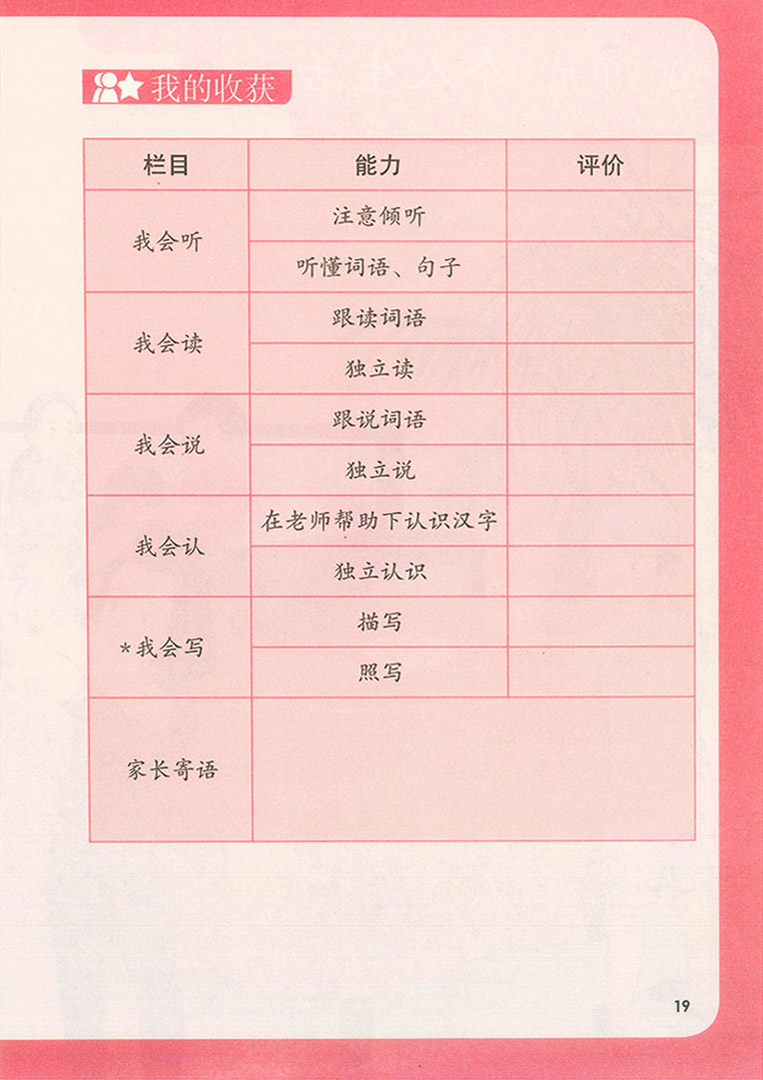 我的收获
栏目 能力 评价
我会听 注意倾听
听懂词语、句子
我会读 跟读词语
独立读
我会说 跟说词语
独立说
我会认 在老师帮助下认识汉字
独立认识
*我会写 描写
照写
家长寄语
19